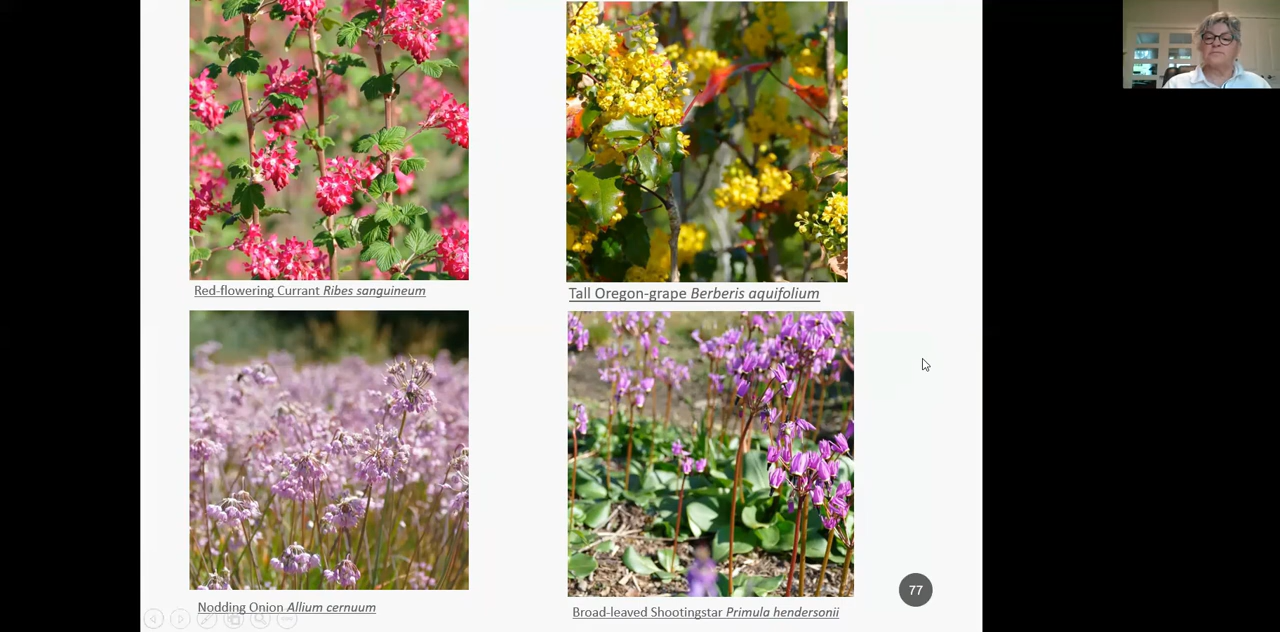 Red-flowering Currant Ribes sanguineum
Tall Oregon-grape Berberis aquifolium
Nodding Onion Allium cernuum
Broad-leaved Shootingstar Primula hendersonii
77